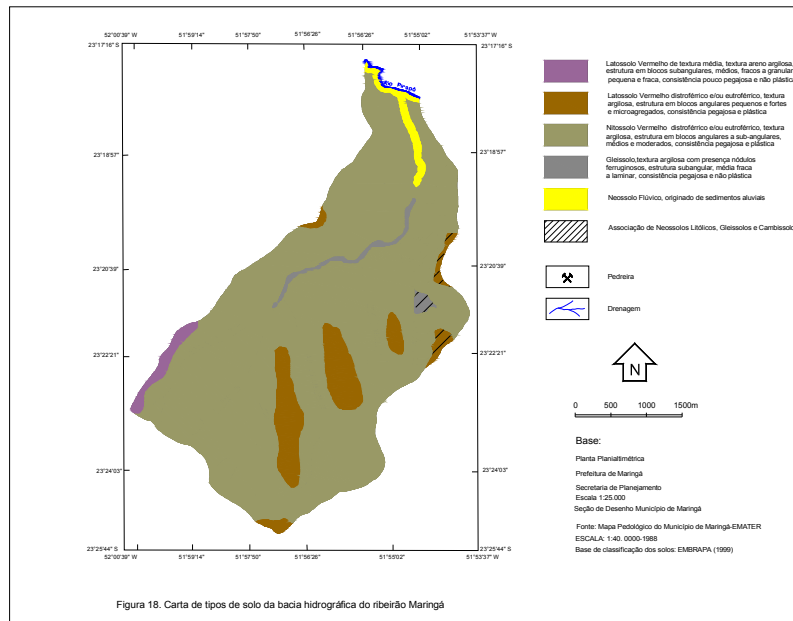 52°00'39" W
51°59'14"
51°56'26"
51°56'26"
51°55'02"
51°53'37"
23°17'16" S
23°17'16" S
Rio Pirapó
Latossolo Vermelho de textura média, textura areno argilosa,
estrutura em blocos subangulares, médios, fracos a granular
pequena e fraca, consistência pouco pegajosa e não plástica
Latossolo Vermelho distroférrico e/ou eutroférrico, textura
argilosa, estrutura em blocos angulares pequenos e fortes
e microagregados, consistência pegajosa e plástica
Nitossolo Vermelho distroférrico e/ou eutroférrico, textura
argilosa, estrutura em blocos angulares a sub-angulares,
médios e moderados, consistência pegajosa e plástica
23°18'57"
23°18'57"
Gleissolo,textura argilosa com presença nódulos
ferruginosos, estrutura subangular, média fraca
a laminar, consistência pegajosa e não plástica
Neossolo Flúvico, originado de sedimentos aluviais
Associação de Neossolos Litólicos, Gleissolos e Cambissolo
23°20'39"
23°20'39"
Pedreira
Drenagem
23°22'21"
23°22'21"
N
0 500 1000 1500m
Base:
Planta Planialtimétrica
Prefeitura de Maringá
23°24'03"
23°24'03"
Secretaria de Planejamento
Escala 1:25.000
Seção de Desenho Município de Maringá
Fonte: Mapa Pedológico do Município de Maringá-EMATER
ESCALA: 1:40. 0000-1988
Base de classificação dos solos: EMBRAPA (1999)
23°25'44" S
23°25'44" S
52°00'39" W
51°59'14"
51°56'26"
51°55'02"
51°53'37" W
Figura 18. Carta de tipos de solo da bacia hidrográfica do ribeirão Maringá